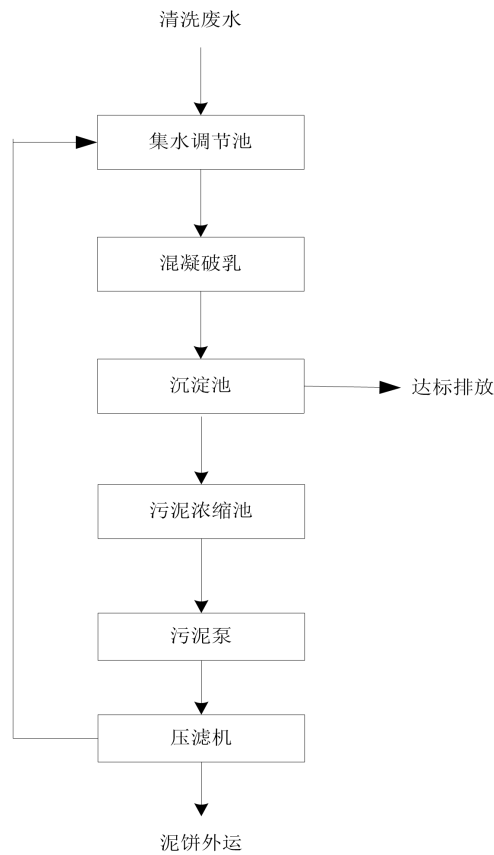 清洗废水
集水调节池
混凝破乳
沉淀池
达标排放
污泥浓缩池
污泥泵
压滤机
泥饼外运